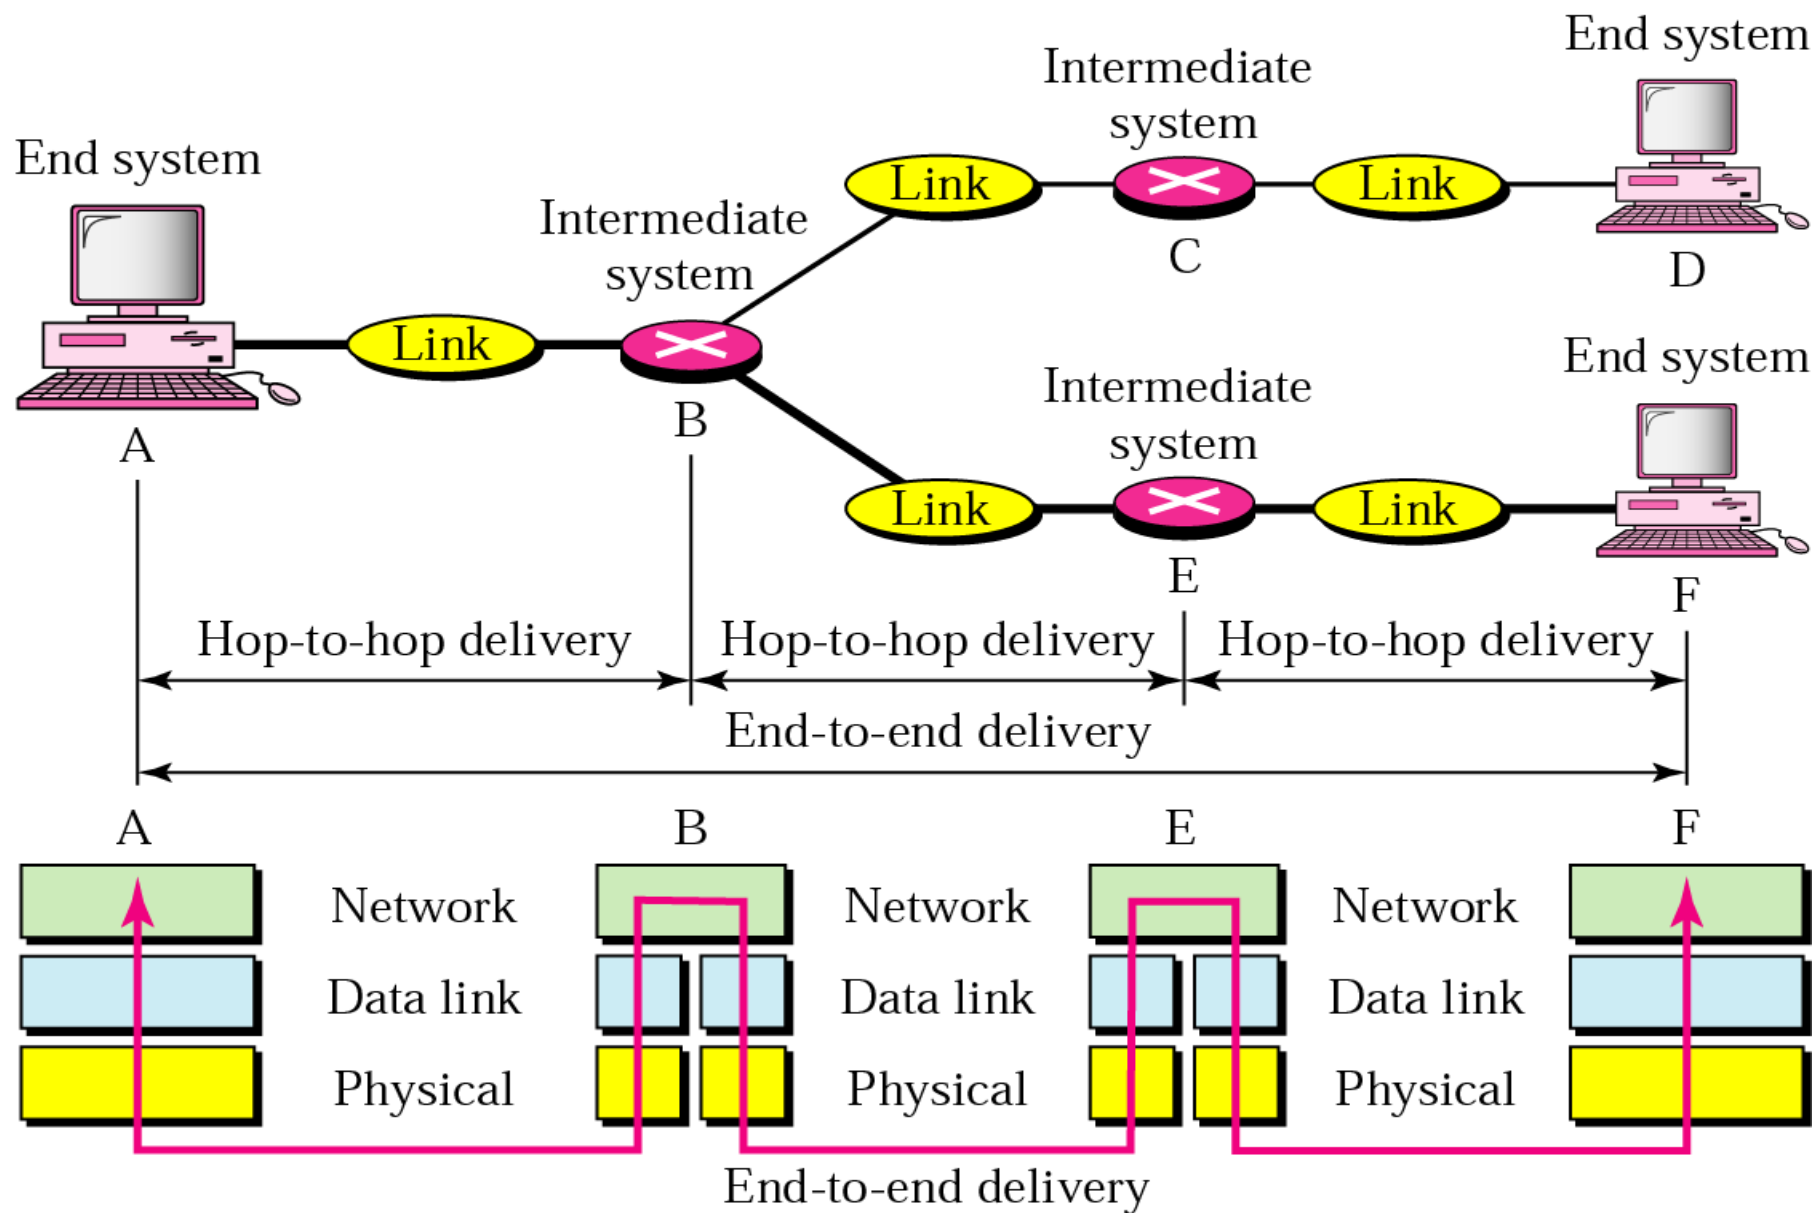 End system
Intermediate
system
End system
Intermediate
system
Link
C
Link
D
Link
B
A
Intermediate
system
End system
Link
E
Link
F
Hop-to-hop delivery
Hop-to-hop delivery
Hop-to-hop delivery
End-to-end delivery
A
B
E
F
Network
Network
Network
Data link
Data link
Data link
Physical
Physical
Physical
End-to-end delivery